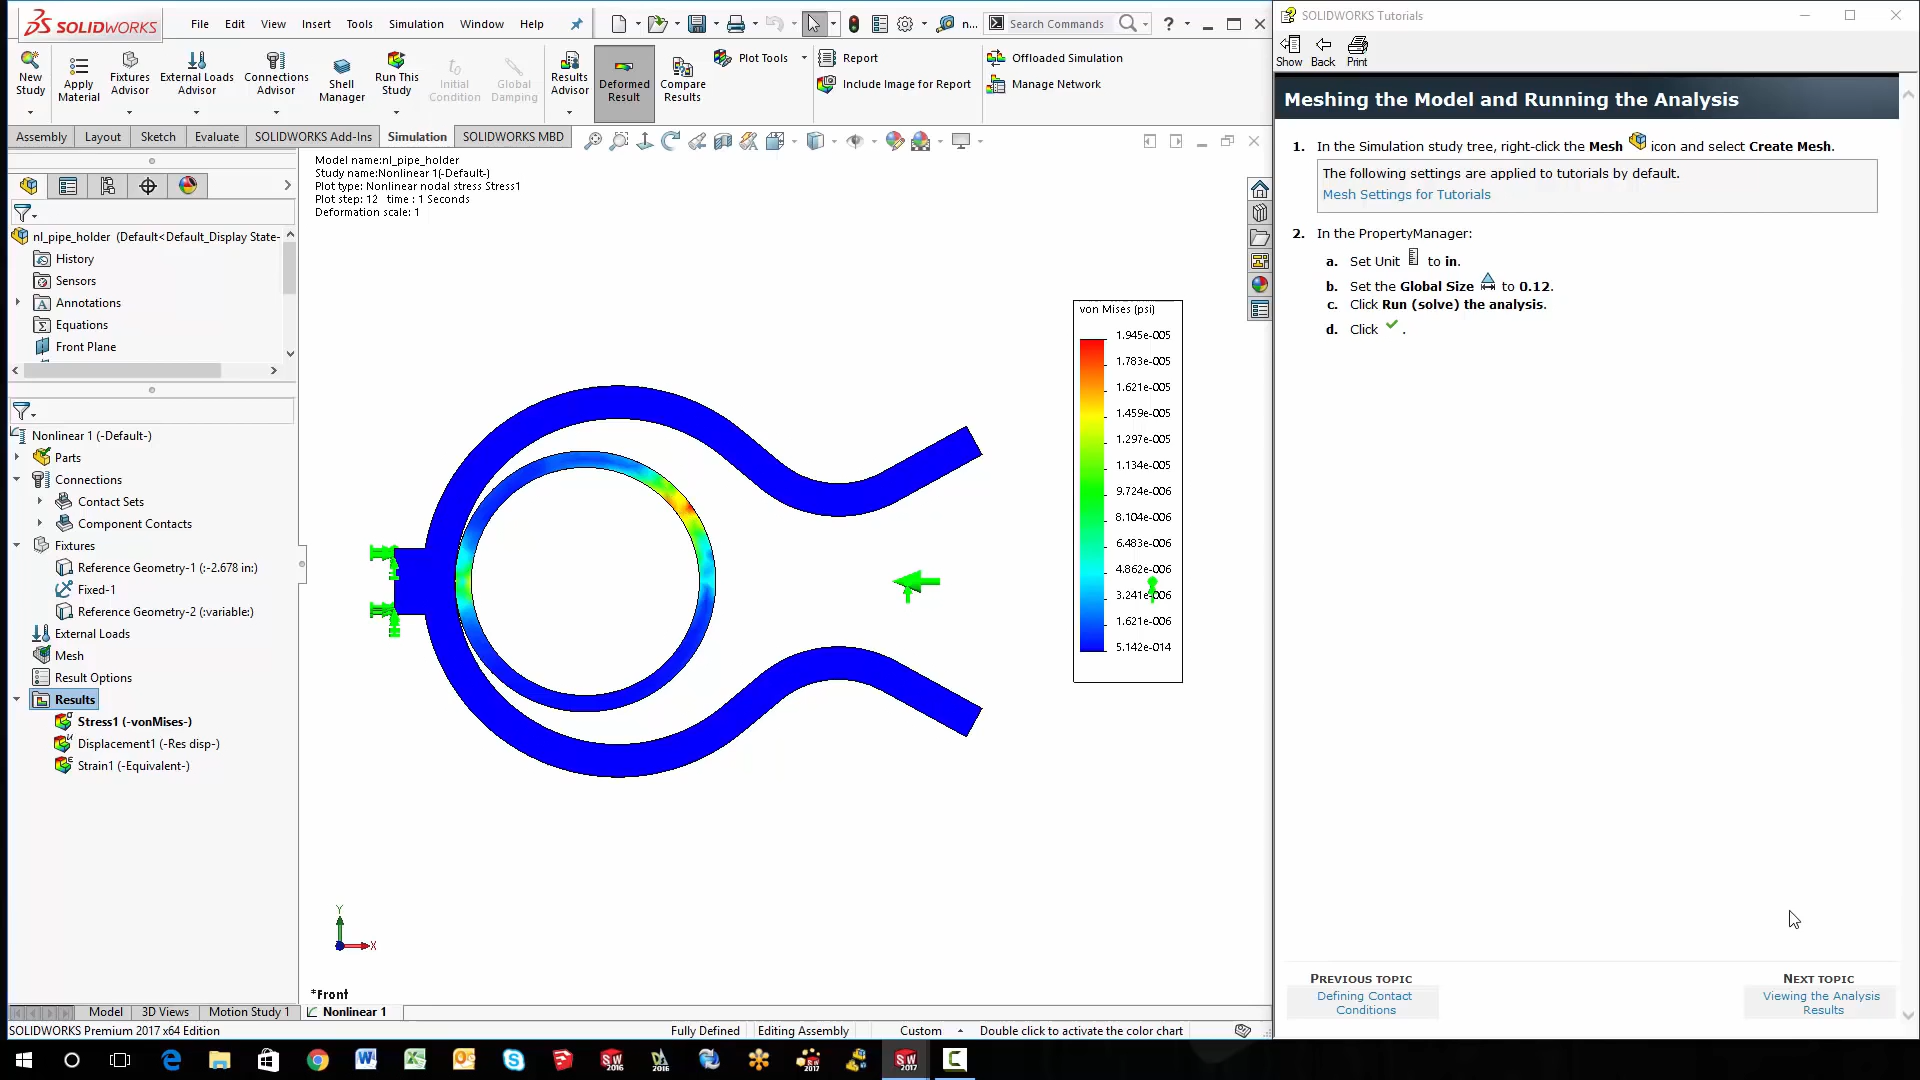 SOLIDWORKS
File Edit View Insert Tools Simulation Window Help
n... Search Commands
New Study
Apply Material
Fixtures Advisor
External Loads Advisor
Connections Advisor
Shell Manager
Run This Study
Initial Condition
Global Damping
Results Advisor
Deformed Result
Compare Results
Plot Tools
Report
Include Image for Report
Offloaded Simulation
Manage Network
Assembly Layout Sketch Evaluate SOLIDWORKS Add-Ins Simulation SOLIDWORKS MBD
nl_pipe_holder (Default<Default_Display State-
History
Sensors
Annotations
Equations
Front Plane
Nonlinear 1 (-Default-)
Parts
Connections
Contact Sets
Component Contacts
Fixtures
Reference Geometry-1 (:-2.678 in:)
Fixed-1
Reference Geometry-2 (:variable:)
External Loads
Mesh
Result Options
Results
Stress1 (-vonMises-)
Displacement1 (-Res disp-)
Strain1 (-Equivalent-)
Model name:nl_pipe_holder
Study name:Nonlinear 1(-Default-)
Plot type: Nonlinear nodal stress Stress1
Plot step: 12 time : 1 Seconds
Deformation scale: 1
von Mises (psi)
1.945e-005
1.783e-005
1.621e-005
1.459e-005
1.297e-005
1.134e-005
9.724e-006
8.104e-006
6.483e-006
4.862e-006
3.241e-006
1.621e-006
5.142e-014
Y
X
*Front
Model 3D Views Motion Study 1 Nonlinear 1
SOLIDWORKS Premium 2017 x64 Edition
Fully Defined Editing Assembly Custom Double click to activate the color chart
SOLIDWORKS Tutorials
Show Back Print
Meshing the Model and Running the Analysis
1. In the Simulation study tree, right-click the Mesh icon and select Create Mesh.
The following settings are applied to tutorials by default.
Mesh Settings for Tutorials
2. In the PropertyManager:
a. Set Unit to in.
b. Set the Global Size to 0.12.
c. Click Run (solve) the analysis.
d. Click .
PREVIOUS TOPIC
Defining Contact
Conditions
NEXT TOPIC
Viewing the Analysis
Results
SW 2016
2016
2017
SW 2017